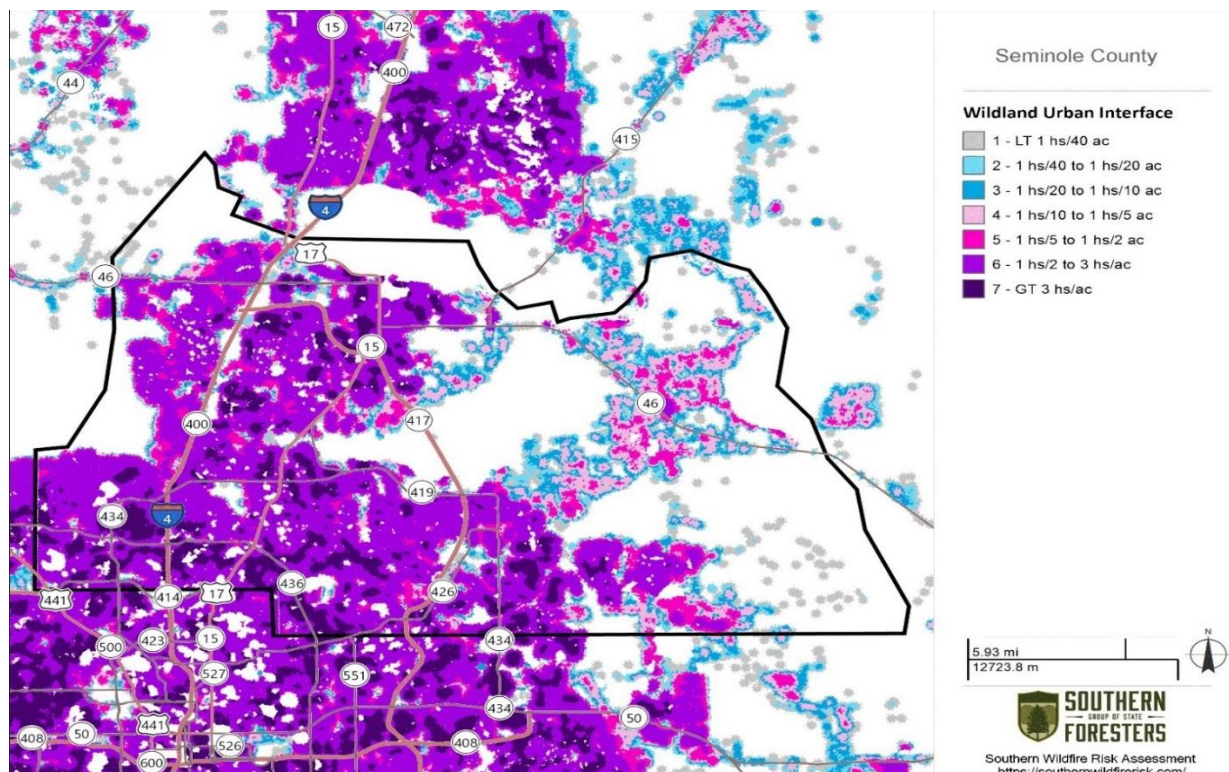 15
472
44
400
415
4
17
46
15
46
400
417
419
434
4
436
426
441
414
17
423
15
434
500
527
551
441
434
50
408
50
526
408
600
Seminole County
Wildland Urban Interface
1 - LT 1 hs/40 ac
2 - 1 hs/40 to 1 hs/20 ac
3 - 1 hs/20 to 1 hs/10 ac
4 - 1 hs/10 to 1 hs/5 ac
5 - 1 hs/5 to 1 hs/2 ac
6 - 1 hs/2 to 3 hs/ac
7 - GT 3 hs/ac
N
5.93 mi
12723.8 m
SOUTHERN
GROUP OF STATE
FORESTERS
Southern Wildfire Risk Assessment
https://southernwildfirerisk.com/